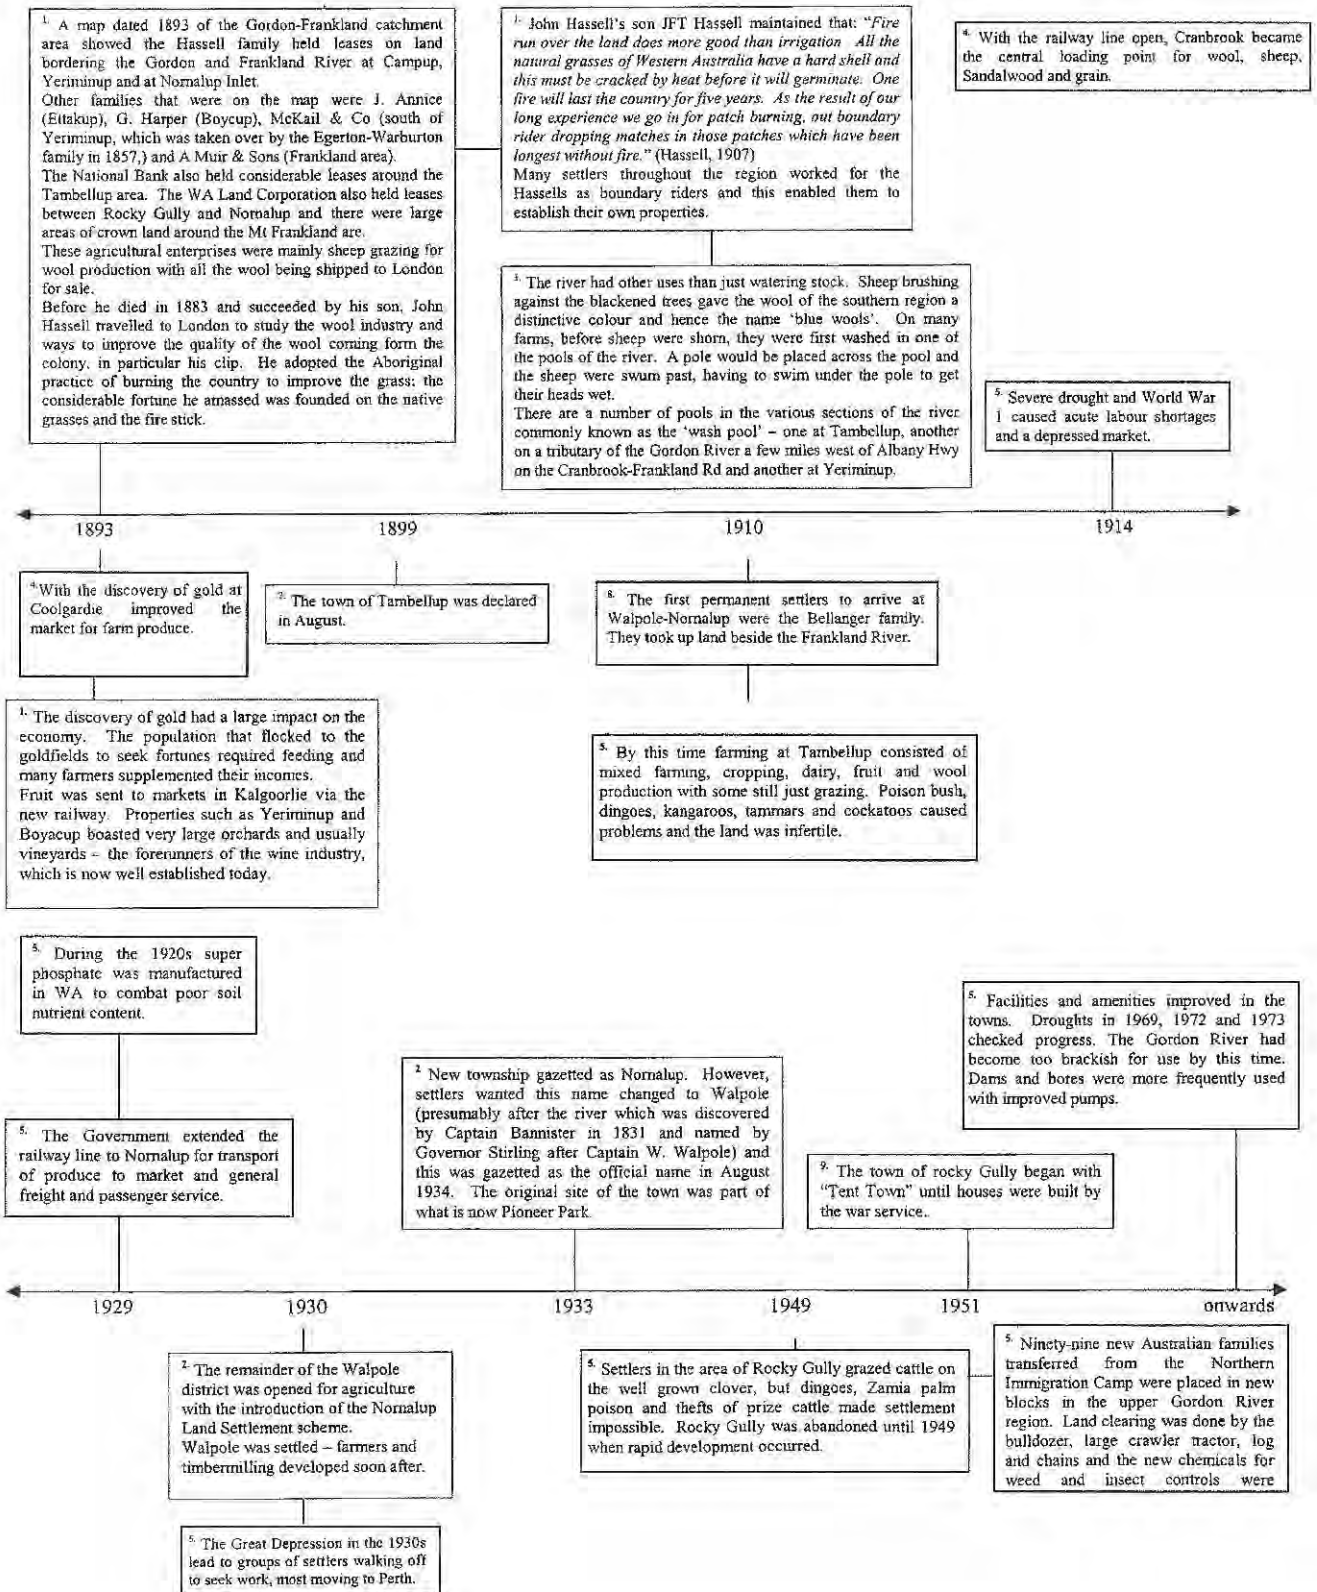 1. A map dated 1893 of the Gordon-Frankland catchment
area showed the Hassell family held leases on land
bordering the Gordon and Frankland River at Campup,
Yeriminup and at Nornalup Inlet.
Other families that were on the map were J. Annice
(Ettakup), G. Harper (Boycup), McKail & Co (south of
Yeriminup, which was taken over by the Egerton-Warburton
family in 1857,) and A Muir & Sons (Frankland area).
The National Bank also held considerable leases around the
Tambellup area. The WA Land Corporation also held leases
between Rocky Gully and Nornalup and there were large
areas of crown land around the Mt Frankland are.
These agricultural enterprises were mainly sheep grazing for
wool production with all the wool being shipped to London
for sale.
Before he died in 1883 and succeeded by his son, John
Hassell travelled to London to study the wool industry and
ways to improve the quality of the wool coming form the
colony, in particular his clip. He adopted the Aboriginal
practice of burning the country to improve the grass; the
considerable fortune he amassed was founded on the native
grasses and the fire stick.
1. John Hassell's son JFT Hassell maintained that: "Fire
run over the land does more good than irrigation All the
natural grasses of Western Australia have a hard shell and
this must be cracked by heat before it will germinate. One
fire will last the country for five years. As the result of our
long experience we go in for patch burning, out boundary
rider dropping matches in those patches which have been
longest without fire." (Hassell, 1907)
Many settlers throughout the region worked for the
Hassells as boundary riders and this enabled them to
establish their own properties.
4. With the railway line open, Cranbrook became
the central loading point for wool, sheep,
Sandalwood and grain.
The river had other uses than just watering stock. Sheep brushing
against the blackened trees gave the wool of the southern region a
distinctive colour and hence the name 'blue wools'. On many
farms, before sheep were shorn, they were first washed in one of
the pools of the river. A pole would be placed across the pool and
the sheep were swum past, having to swim under the pole to get
their heads wet.
There are a number of pools in the various sections of the river
commonly known as the 'wash pool' – one at Tambellup, another
on a tributary of the Gordon River a few miles west of Albany Hwy
on the Cranbrook-Frankland Rd and another at Yeriminup.
5. Severe drought and World War
1 caused acute labour shortages
and a depressed market.
1893 1899 1910 1914
4. With the discovery of gold at
Coolgardie improved the
market for farm produce.
7. The town of Tambellup was declared
in August.
8. The first permanent settlers to arrive at
Walpole-Nornalup were the Bellanger family.
They took up land beside the Frankland River.
1. The discovery of gold had a large impact on the
economy. The population that flocked to the
goldfields to seek fortunes required feeding and
many farmers supplemented their incomes.
Fruit was sent to markets in Kalgoorlie via the
new railway. Properties such as Yeriminup and
Boyacup boasted very large orchards and usually
vineyards – the forerunners of the wine industry,
which is now well established today.
5. By this time farming at Tambellup consisted of
mixed farming, cropping, dairy, fruit and wool
production with some still just grazing. Poison bush,
dingoes, kangaroos, tammars and cockatoos caused
problems and the land was infertile.
5. During the 1920s super
phosphate was manufactured
in WA to combat poor soil
nutrient content.
5. The Government extended the
railway line to Nornalup for transport
of produce to market and general
freight and passenger service.
2 New township gazetted as Nornalup. However,
settlers wanted this name changed to Walpole
(presumably after the river which was discovered
by Captain Bannister in 1831 and named by
Governor Stirling after Captain W. Walpole) and
this was gazetted as the official name in August
1934. The original site of the town was part of
what is now Pioneer Park.
9. The town of rocky Gully began with
"Tent Town" until houses were built by
the war service..
5. Facilities and amenities improved in the
towns. Droughts in 1969, 1972 and 1973
checked progress. The Gordon River had
become too brackish for use by this time.
Dams and bores were more frequently used
with improved pumps.
1929 1930 1933 1949 1951 onwards
2. The remainder of the Walpole
district was opened for agriculture
with the introduction of the Nornalup
Land Settlement scheme.
Walpole was settled – farmers and
timbermilling developed soon after.
5. The Great Depression in the 1930s
lead to groups of settlers walking off
to seek work, most moving to Perth.
5. Settlers in the area of Rocky Gully grazed cattle on
the well grown clover, but dingoes, Zamia palm
poison and thefts of prize cattle made settlement
impossible. Rocky Gully was abandoned until 1949
when rapid development occurred.
5. Ninety-nine new Australian families
transferred from the Northern
Immigration Camp were placed in new
blocks in the upper Gordon River
region. Land clearing was done by the
bulldozer, large crawler tractor, log
and chains and the new chemicals for
weed and insect controls were